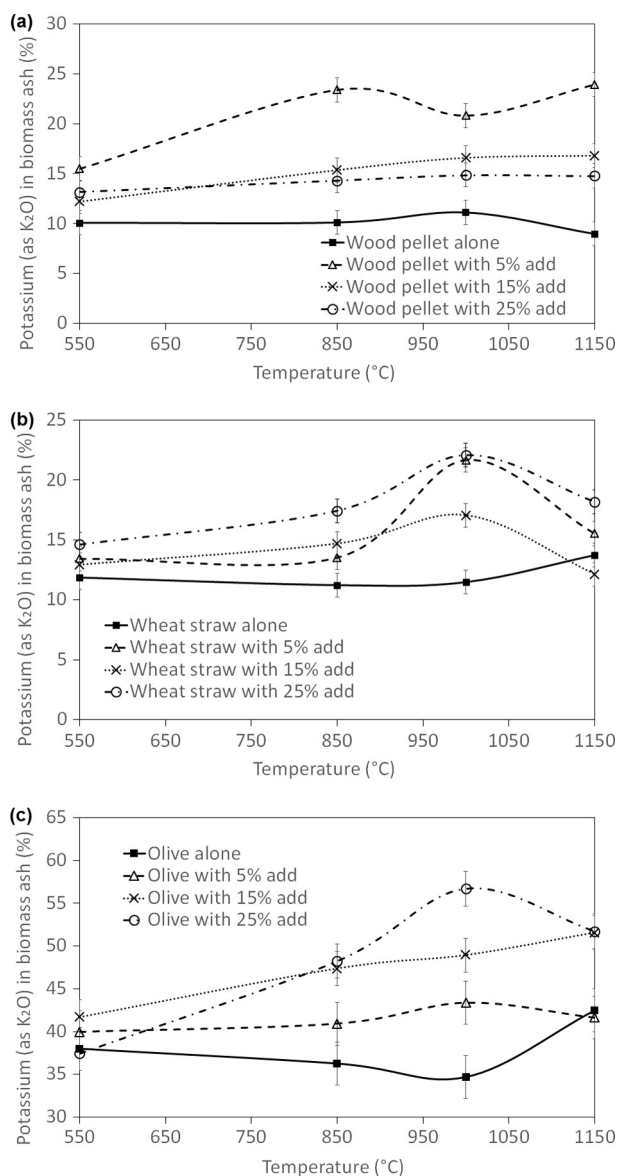 (a)
Potassium (as K₂O) in biomass ash (%)
30
25
20
15
10
5
0
Wood pellet alone
Wood pellet with 5% add
Wood pellet with 15% add
Wood pellet with 25% add
550 650 750 850 950 1050 1150
Temperature (°C)
(b)
Potassium (as K₂O) in biomass ash (%)
25
20
15
10
5
0
Wheat straw alone
Wheat straw with 5% add
Wheat straw with 15% add
Wheat straw with 25% add
550 650 750 850 950 1050 1150
Temperature (°C)
(c)
Potassium (as K₂O) in biomass ash (%)
65
60
55
50
45
40
35
30
Olive alone
Olive with 5% add
Olive with 15% add
Olive with 25% add
550 650 750 850 950 1050 1150
Temperature (°C)